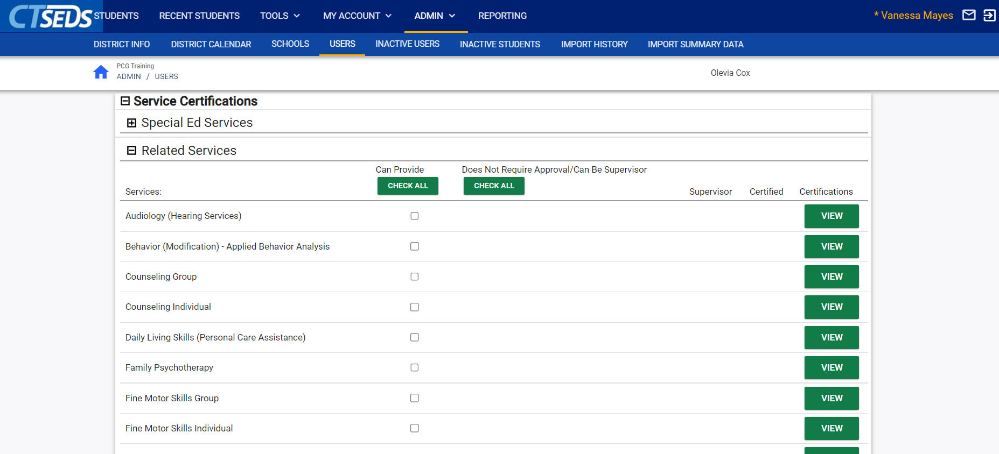 CTSEDS
STUDENTS RECENT STUDENTS TOOLS MY ACCOUNT ADMIN REPORTING * Vanessa Mayes
DISTRICT INFO DISTRICT CALENDAR SCHOOLS USERS INACTIVE USERS INACTIVE STUDENTS IMPORT HISTORY IMPORT SUMMARY DATA
PCG Training
ADMIN / USERS
Olevia Cox
Service Certifications
Special Ed Services
Related Services
Can Provide Does Not Require Approval/Can Be Supervisor
CHECK ALL CHECK ALL
Services: Supervisor Certified Certifications
Audiology (Hearing Services) VIEW
Behavior (Modification) - Applied Behavior Analysis VIEW
Counseling Group VIEW
Counseling Individual VIEW
Daily Living Skills (Personal Care Assistance) VIEW
Family Psychotherapy VIEW
Fine Motor Skills Group VIEW
Fine Motor Skills Individual VIEW